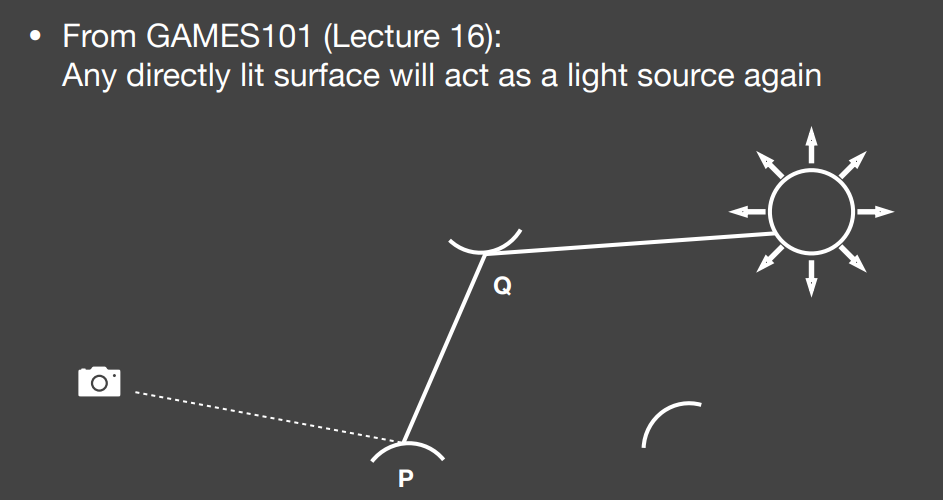 • From GAMES101 (Lecture 16):
Any directly lit surface will act as a light source again
Q
P